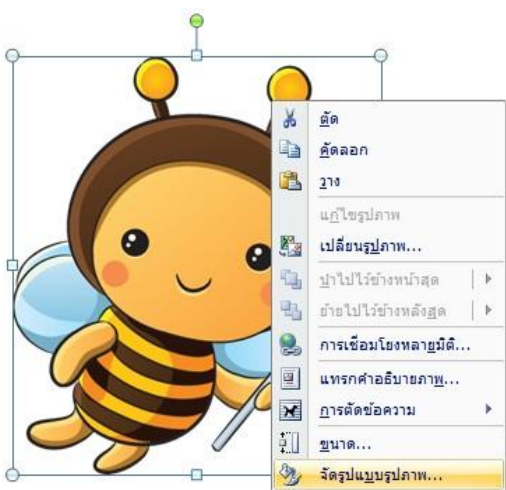 ตัด
คัดลอก
วาง
แก้ไขรูปภาพ
เปลี่ยนรูปภาพ...
นำไปไว้ข้างหน้าสุด
ย้ายไปไว้ข้างหลังสุด
การเชื่อมโยงหลายมิติ...
แทรกคำอธิบายภาพ...
การตัดข้อความ
ขนาด...
จัดรูปแบบรูปภาพ...